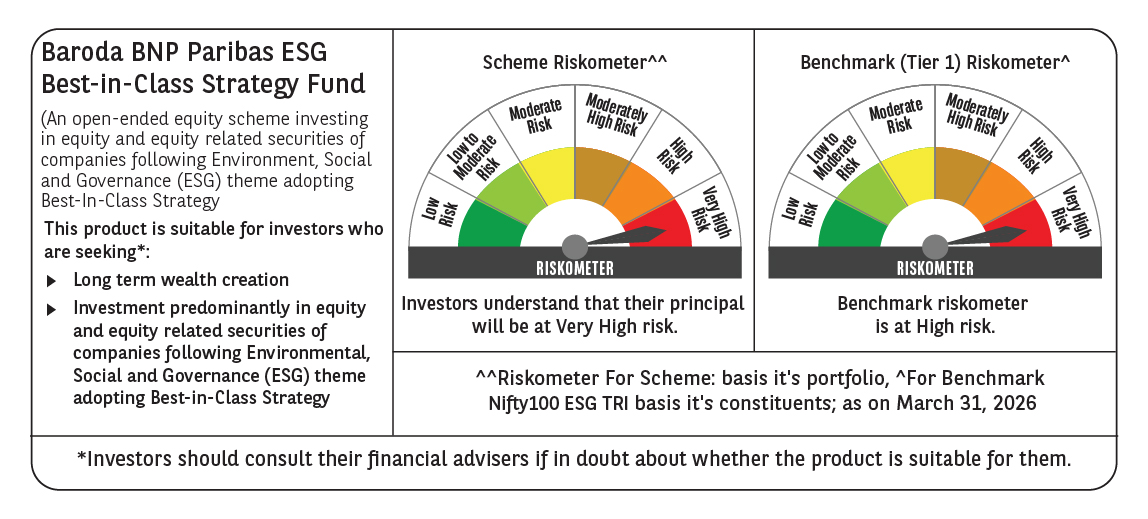 Baroda BNP Paribas ESG
Best-in-Class Strategy Fund
(An open-ended equity scheme investing
in equity and equity related securities of
companies following Environment, Social
and Governance (ESG) theme adopting
Best-In-Class Strategy
This product is suitable for investors who
are seeking*:
Long term wealth creation
Investment predominantly in equity
and equity related securities of
companies following Environmental,
Social and Governance (ESG) theme
adopting Best-in-Class Strategy
Scheme Riskometer^^
Low
Risk
Low to
Moderate
Risk
Moderate
Risk
Moderately
High Risk
High
Risk
Very High
Risk
RISKOMETER
Investors understand that their principal
will be at Very High risk.
Benchmark (Tier 1) Riskometer^
Low
Risk
Low to
Moderate
Risk
Moderate
Risk
Moderately
High Risk
High
Risk
Very High
Risk
RISKOMETER
Benchmark riskometer
is at High risk.
^^Riskometer For Scheme: basis it's portfolio, ^For Benchmark
Nifty100 ESG TRI basis it's constituents; as on March 31, 2026
*Investors should consult their financial advisers if in doubt about whether the product is suitable for them.